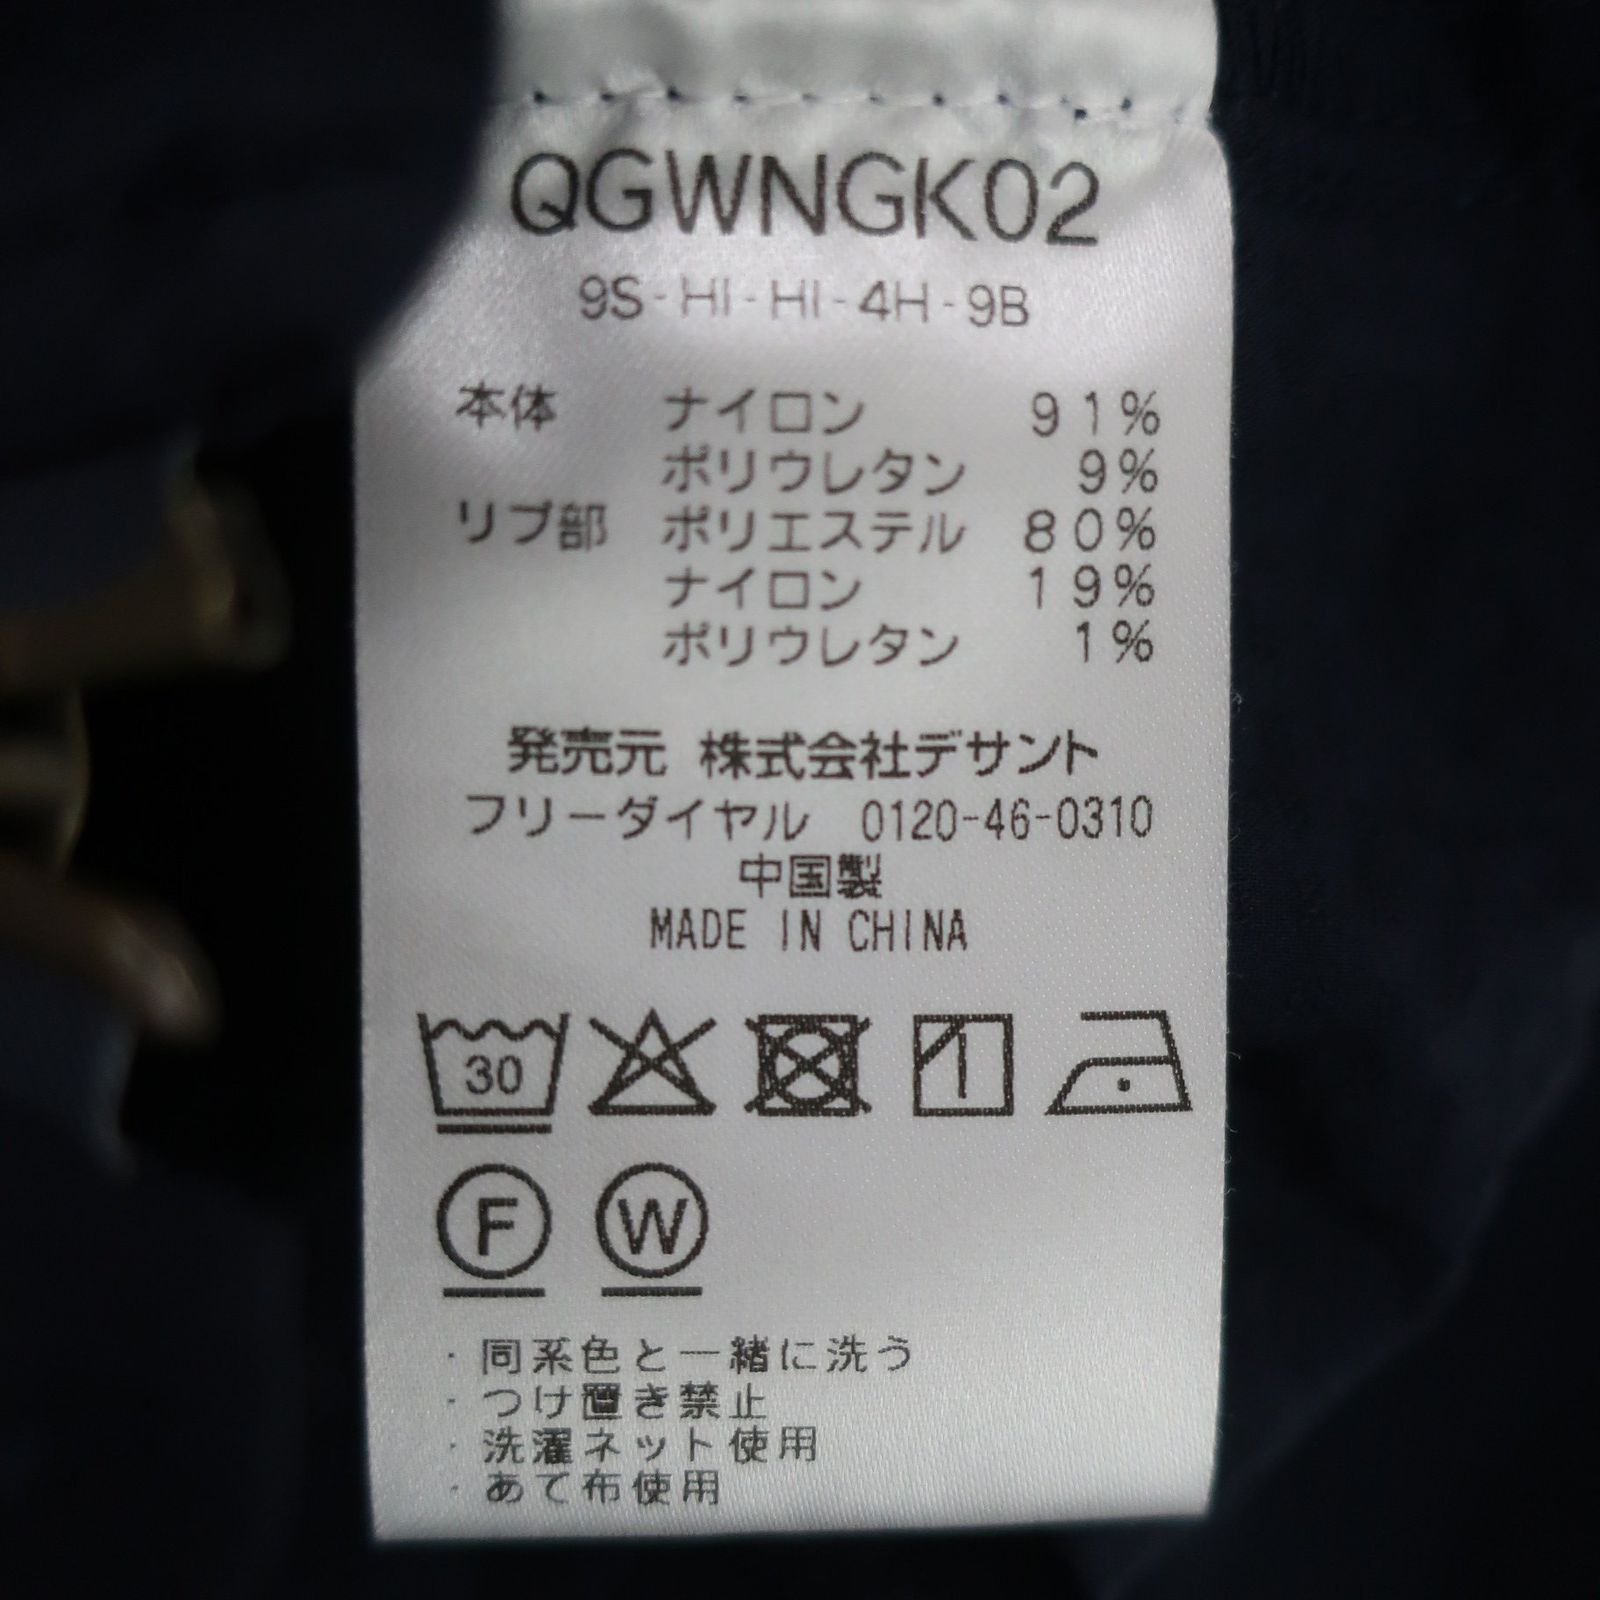 QGWNGK02
9S-HI-HI-4H-9B
本体 ナイロン 91%
ポリウレタン 9%
リブ部 ポリエステル 80%
ナイロン 19%
ポリウレタン 1%
発売元 株式会社デサント
フリーダイヤル 0120-46-0310
中国製
MADE IN CHINA
30
F W
・同系色と一緒に洗う
・つけ置き禁止
・洗濯ネット使用
・あて布使用